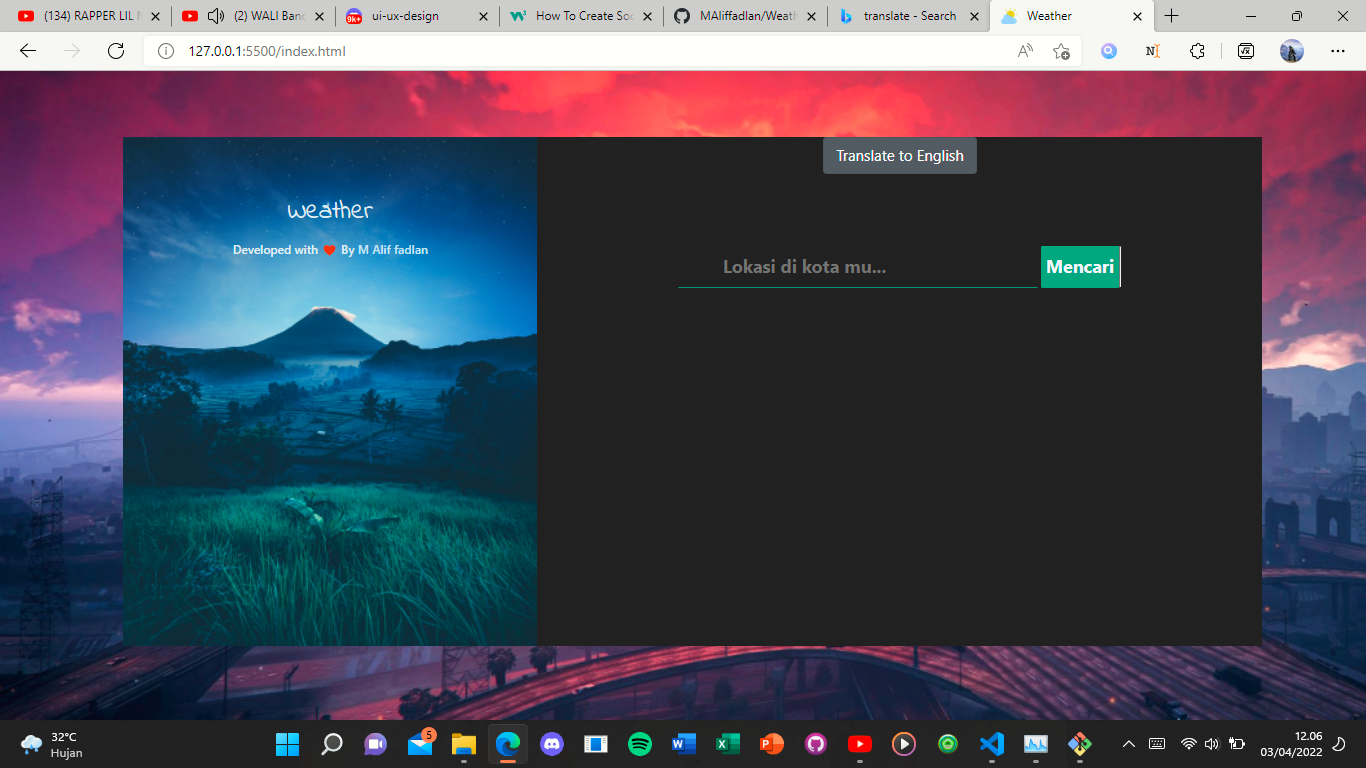 (134) RAPPER LIL N
(2) WALI Banc
9+
ui-ux-design
How To Create Soc
MAliffadlan/Weath
translate - Search
Weather
127.0.0.1:5500/index.html
weather
Developed with ❤ By M Alif fadlan
Translate to English
Lokasi di kota mu...
Mencari
32°C
Hujan
5
12.06
03/04/2022